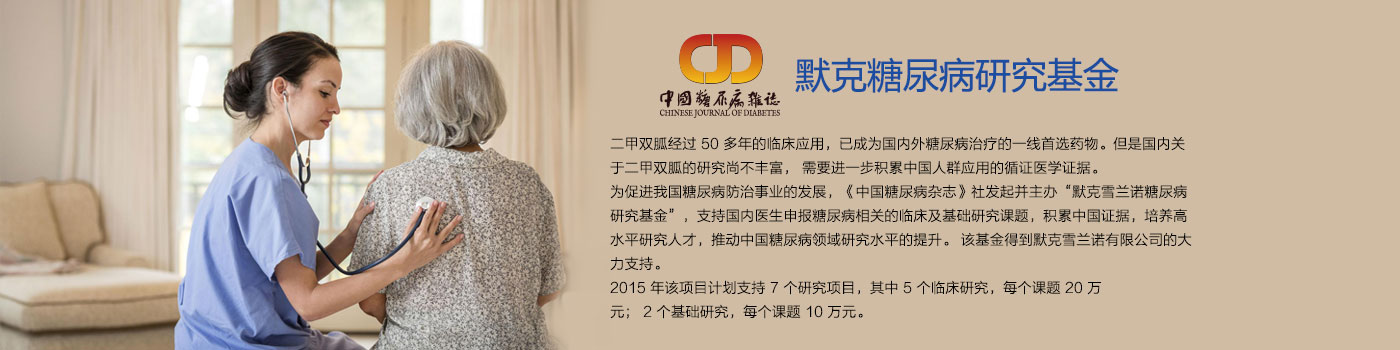 默克糖尿病研究基金
中國糖尿病雜誌
CHINESE JOURNAL OF DIABETES
二甲双胍经过 50 多年的临床应用，已成为国内外糖尿病治疗的一线首选药物。但是国内关
于二甲双胍的研究尚不丰富， 需要进一步积累中国人群应用的循证医学证据。
为促进我国糖尿病防治事业的发展，《中国糖尿病杂志》社发起并主办“默克雪兰诺糖尿病
研究基金”，支持国内医生申报糖尿病相关的临床及基础研究课题，积累中国证据，培养高
水平研究人才，推动中国糖尿病领域研究水平的提升。 该基金得到默克雪兰诺有限公司的大
力支持。
2015 年该项目计划支持 7 个研究项目，其中 5 个临床研究，每个课题 20 万
元； 2 个基础研究，每个课题 10 万元。